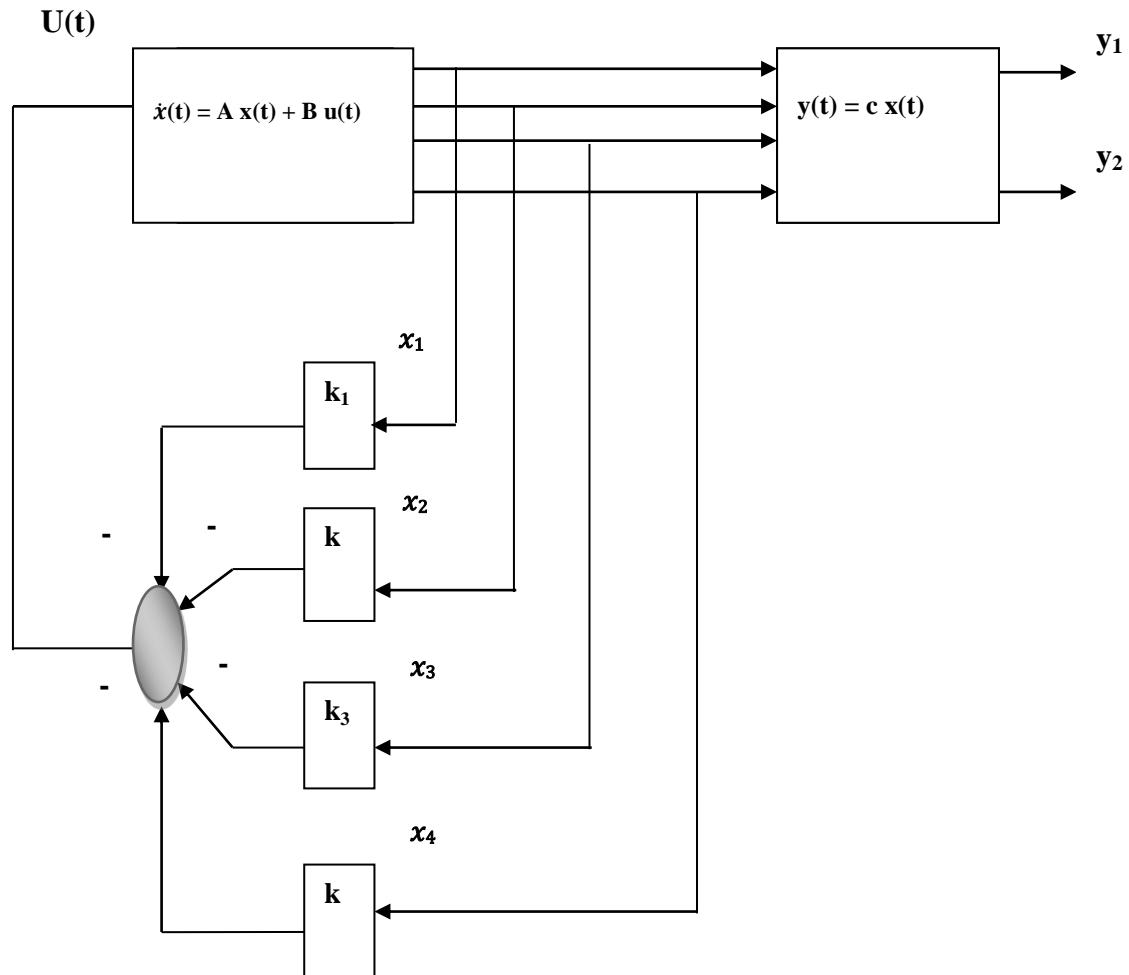 U(t)
y₁
ẋ(t) = A x(t) + B u(t)
y(t) = c x(t)
y₂
x₁
k₁
x₂
-
-
k
x₃
-
-
k₃
x₄
k